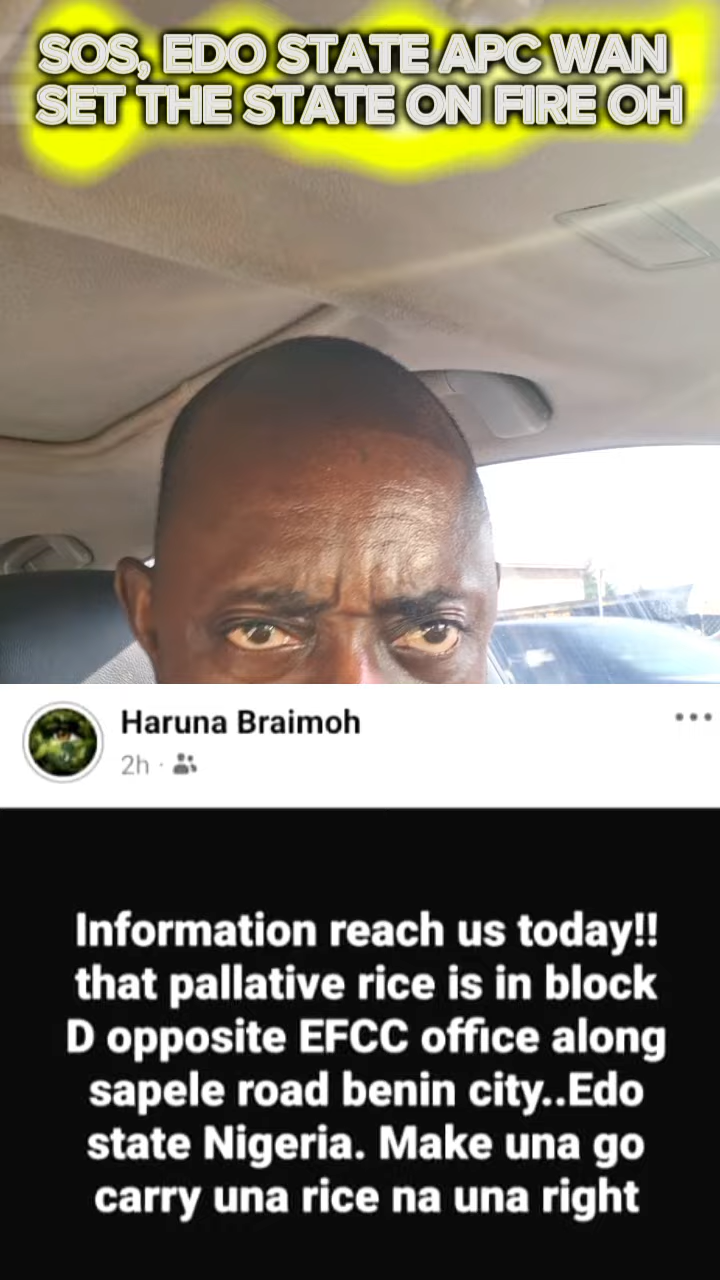 SOS, EDO STATE APC WAN
SET THE STATE ON FIRE OH
Haruna Braimoh
2h ·
Information reach us today!!
that pallative rice is in block
D opposite EFCC office along
sapele road benin city..Edo
state Nigeria. Make una go
carry una rice na una right